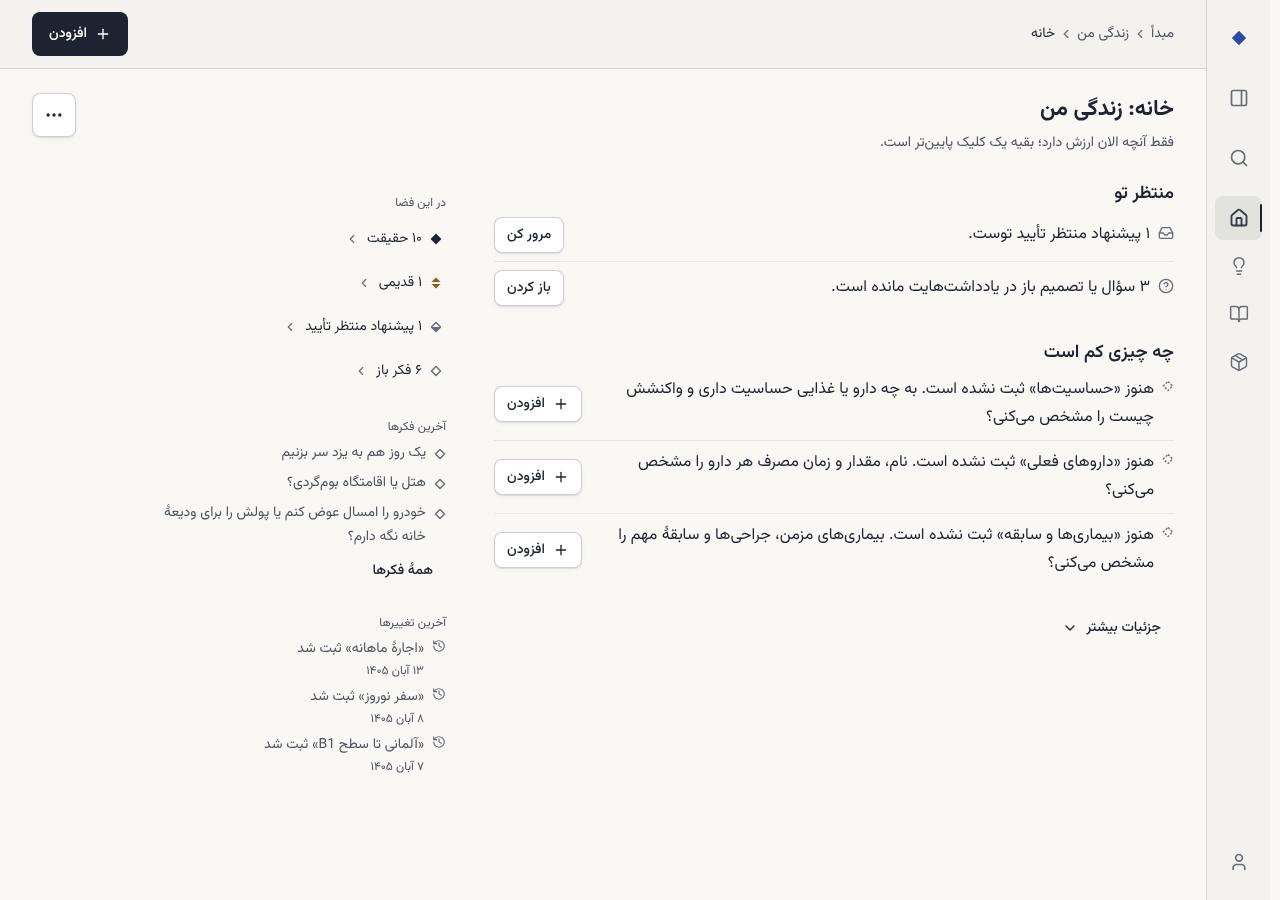 مبدأ › زندگی من › خانه
افزودن
خانه: زندگی من
فقط آنچه الان ارزش دارد؛ بقیه یک کلیک پایین‌تر است.
منتظر تو
۱ پیشنهاد منتظر تأیید توست.
مرور کن
۳ سؤال یا تصمیم باز در یادداشت‌هایت مانده است.
باز کردن
چه چیزی کم است
هنوز «حساسیت‌ها» ثبت نشده است. به چه دارو یا غذایی حساسیت داری و واکنشش
چیست را مشخص می‌کنی؟
افزودن
هنوز «داروهای فعلی» ثبت نشده است. نام، مقدار و زمان مصرف هر دارو را مشخص
می‌کنی؟
افزودن
هنوز «بیماری‌ها و سابقه» ثبت نشده است. بیماری‌های مزمن، جراحی‌ها و سابقهٔ مهم را
مشخص می‌کنی؟
افزودن
جزئیات بیشتر
در این فضا
۱۰ حقیقت
۱ قدیمی
۱ پیشنهاد منتظر تأیید
۶ فکر باز
آخرین فکرها
یک روز هم به یزد سر بزنیم
هتل یا اقامتگاه بوم‌گردی؟
خودرو را امسال عوض کنم یا پولش را برای ودیعهٔ
خانه نگه دارم؟
همهٔ فکرها
آخرین تغییرها
«اجارهٔ ماهانه» ثبت شد
۱۳ آبان ۱۴۰۵
«سفر نوروز» ثبت شد
۸ آبان ۱۴۰۵
«آلمانی تا سطح B1» ثبت شد
۷ آبان ۱۴۰۵